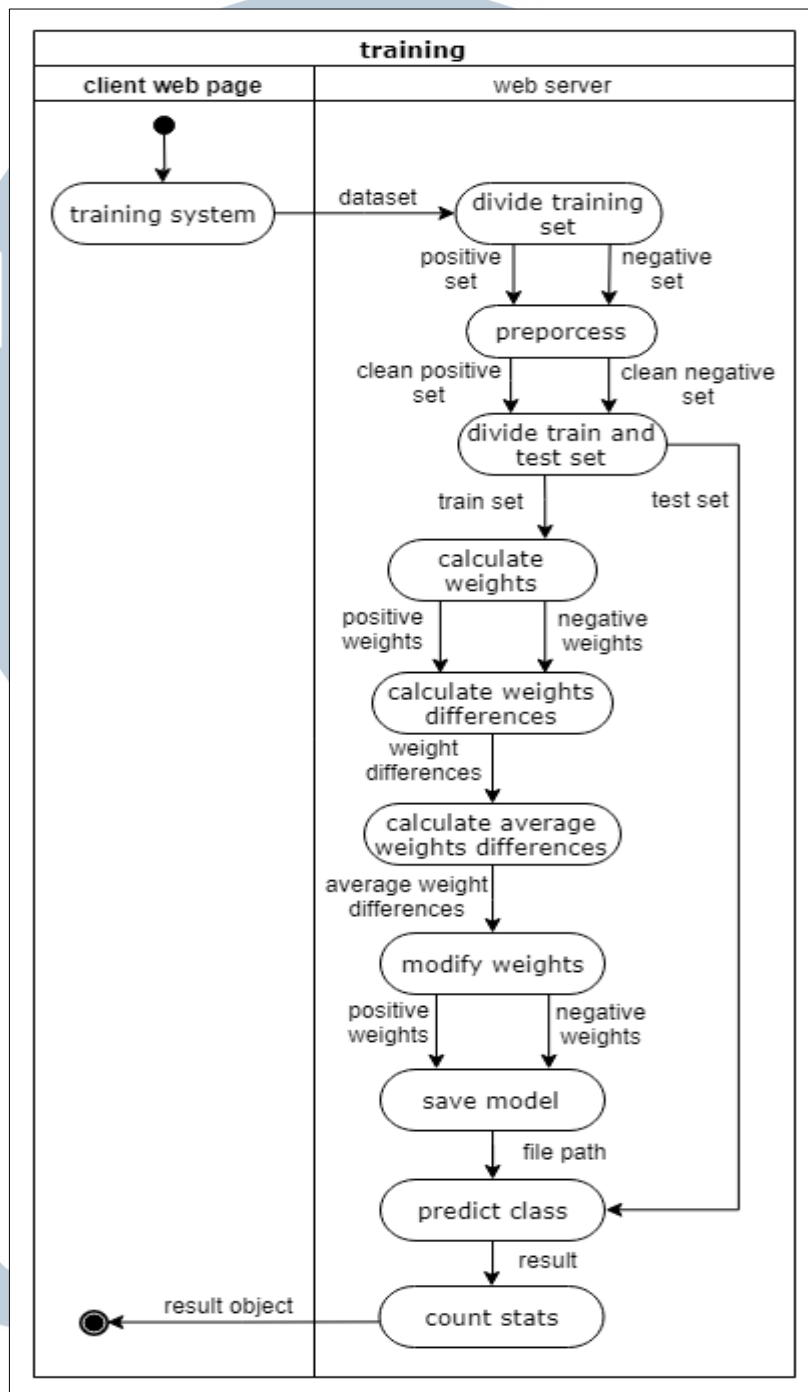 training
client web page
web server
training system
dataset
divide training
set
positive
set
negative
set
preporcess
clean positive
set
clean negative
set
divide train and
test set
train set
test set
calculate
weights
positive
weights
negative
weights
calculate weights
differences
weight
differences
calculate average
weights differences
average weight
differences
modify weights
positive
weights
negative
weights
save model
file path
predict class
result
result object
count stats